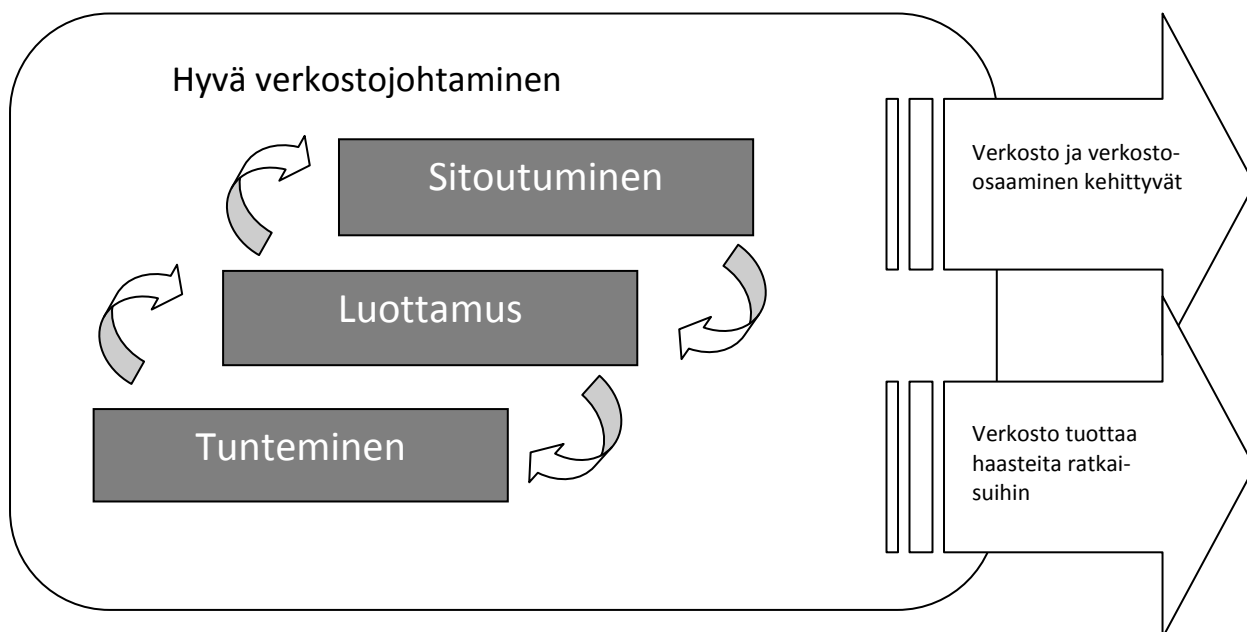 Hyvä verkostojohtaminen
Sitoutuminen
Luottamus
Tunteminen
Verkosto ja verkosto-
osaaminen kehittyvät
Verkosto tuottaa
haasteita ratkai-
suihin